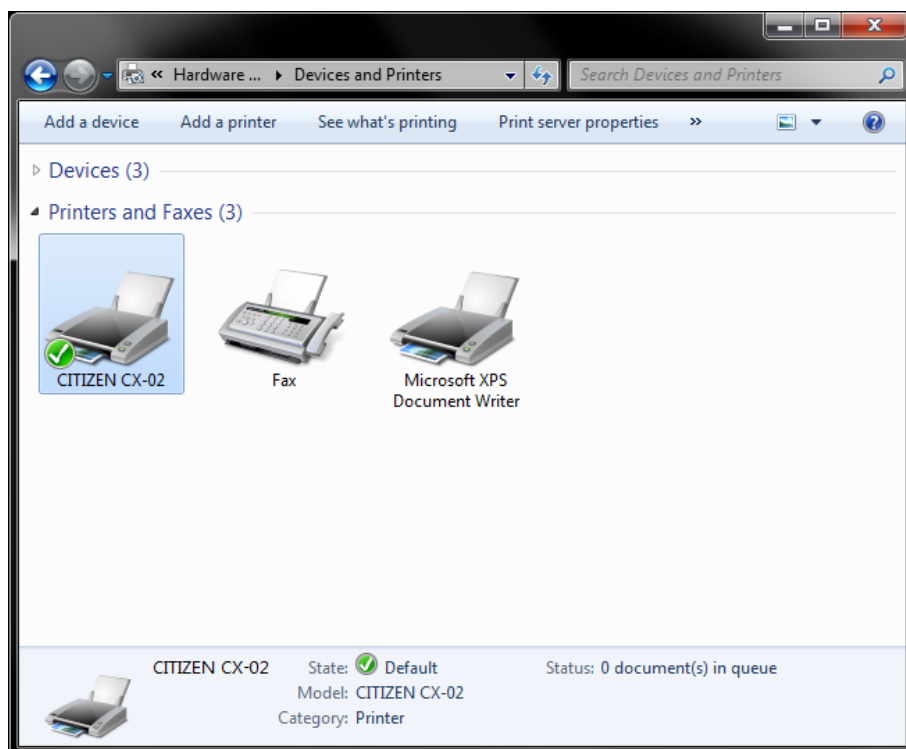 « Hardware ... Devices and Printers Search Devices and Printers
Add a device Add a printer See what's printing Print server properties »
Devices (3)
Printers and Faxes (3)
CITIZEN CX-02 Fax Microsoft XPS
Document Writer
CITIZEN CX-02 State: Default Status: 0 document(s) in queue
Model: CITIZEN CX-02
Category: Printer